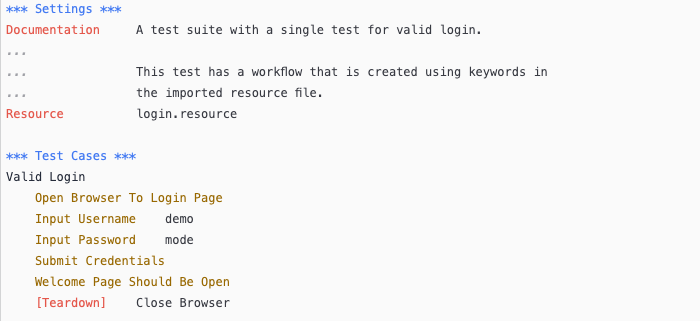 *** Settings ***
Documentation    A test suite with a single test for valid login.
...
...              This test has a workflow that is created using keywords in
...              the imported resource file.
Resource         login.resource

*** Test Cases ***
Valid Login
    Open Browser To Login Page
    Input Username    demo
    Input Password    mode
    Submit Credentials
    Welcome Page Should Be Open
    [Teardown]    Close Browser